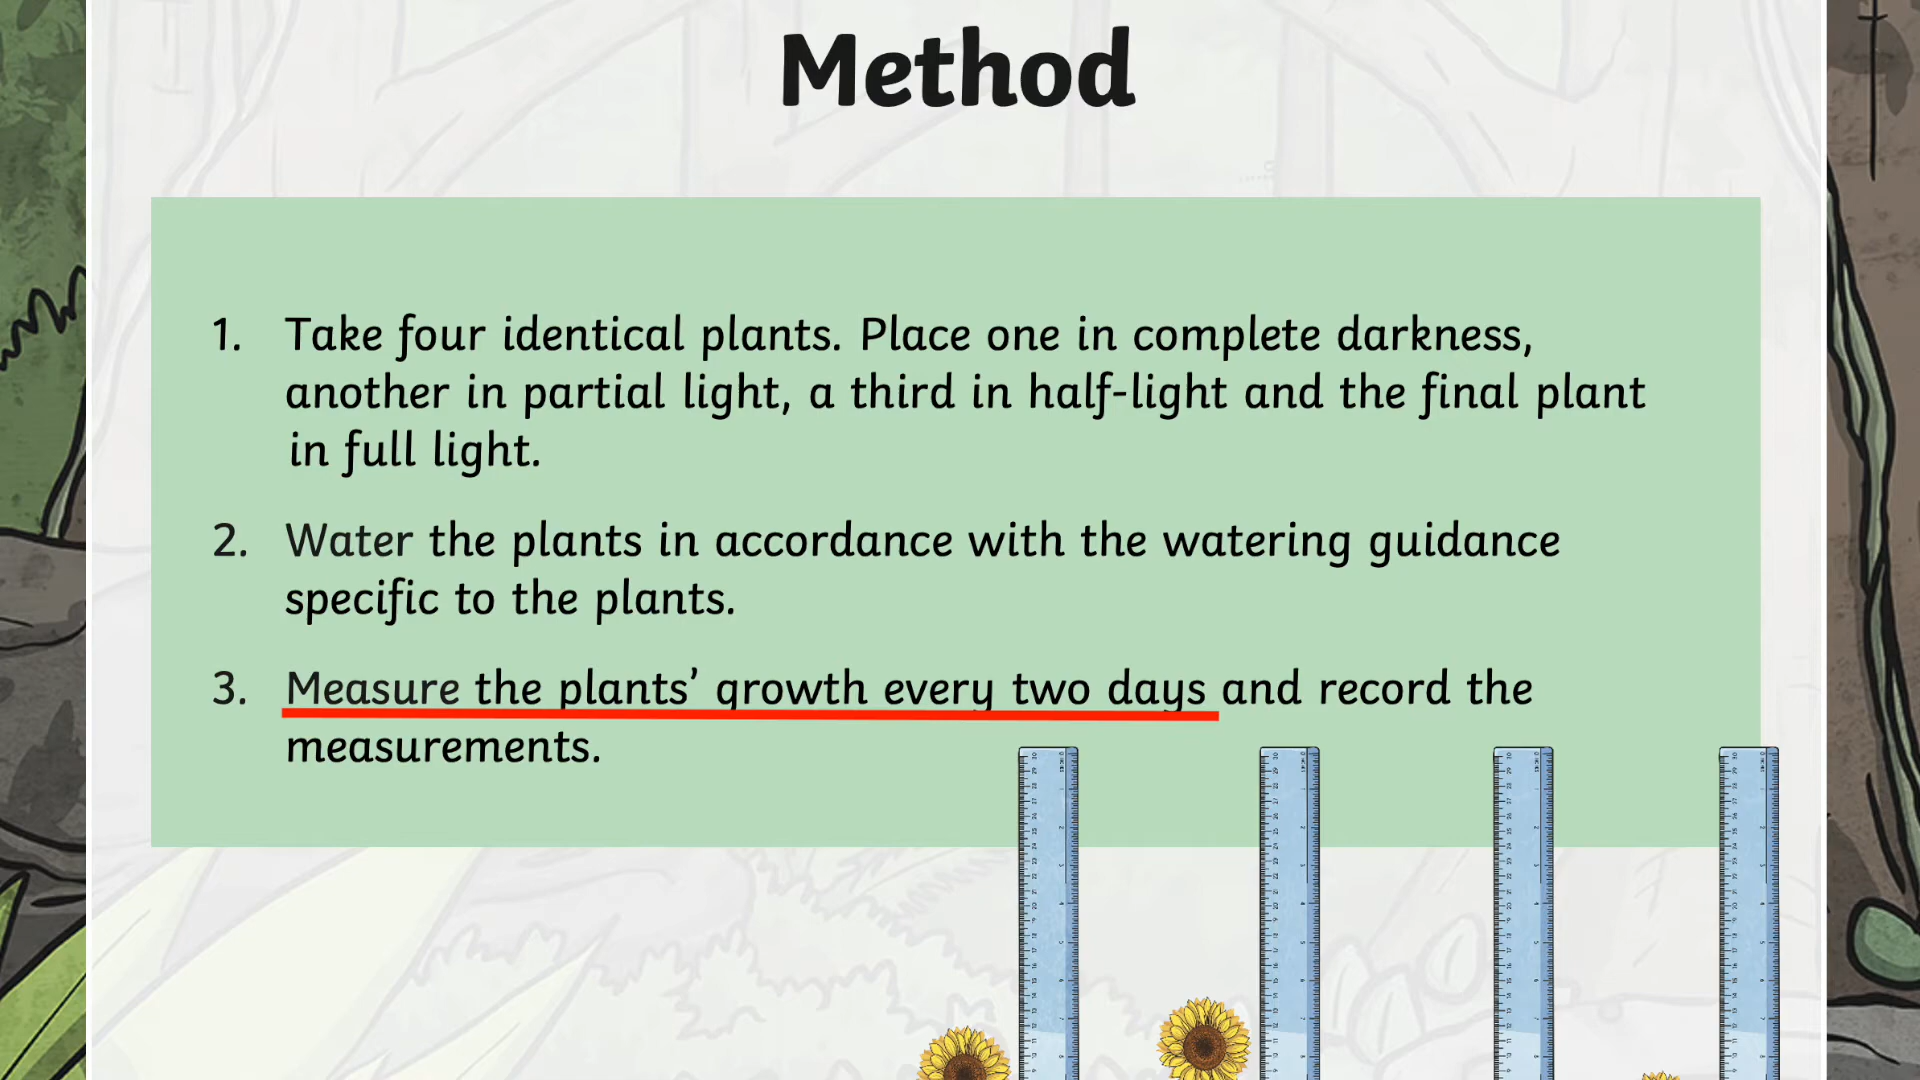 Method
1. Take four identical plants. Place one in complete darkness,
another in partial light, a third in half-light and the final plant
in full light.
2. Water the plants in accordance with the watering guidance
specific to the plants.
3. Measure the plants’ growth every two days and record the
measurements.